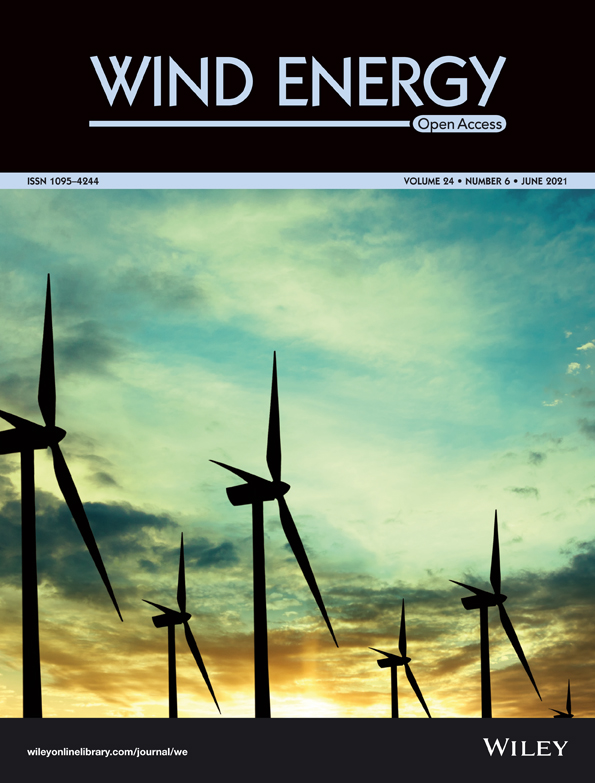 WIND ENERGY
Open Access
ISSN 1095–4244
VOLUME 24 • NUMBER 6 • JUNE 2021
wileyonlinelibrary.com/journal/we
WILEY